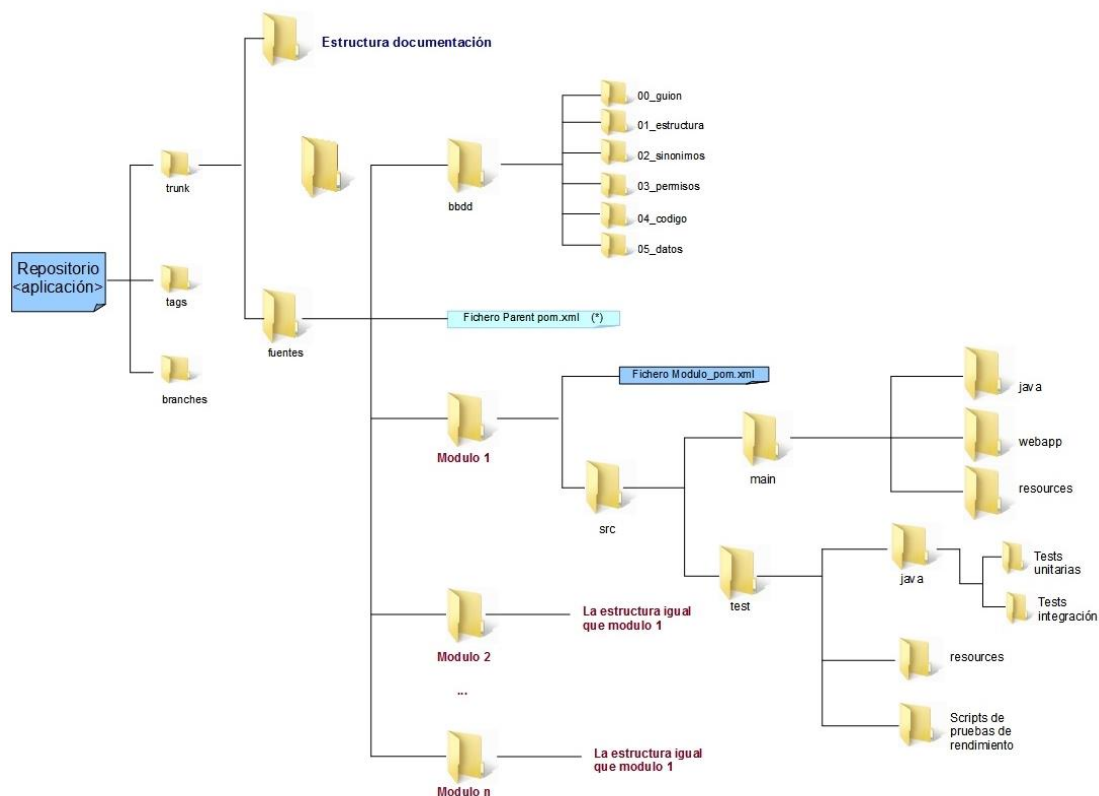 Estructura documentación
00_guion
01_estructura
02_sinonimos
03_permisos
04_codigo
05_datos
bbdd
trunk
Repositorio
<aplicación>
tags
branches
fuentes
Fichero Parent pom.xml (*)
Fichero Modulo_pom.xml
Modulo 1
src
main
java
webapp
resources
test
java
Tests
unitarias
Tests
integración
resources
Scripts de
pruebas de
rendimiento
Modulo 2
La estructura igual
que modulo 1
...
Modulo n
La estructura igual
que modulo 1